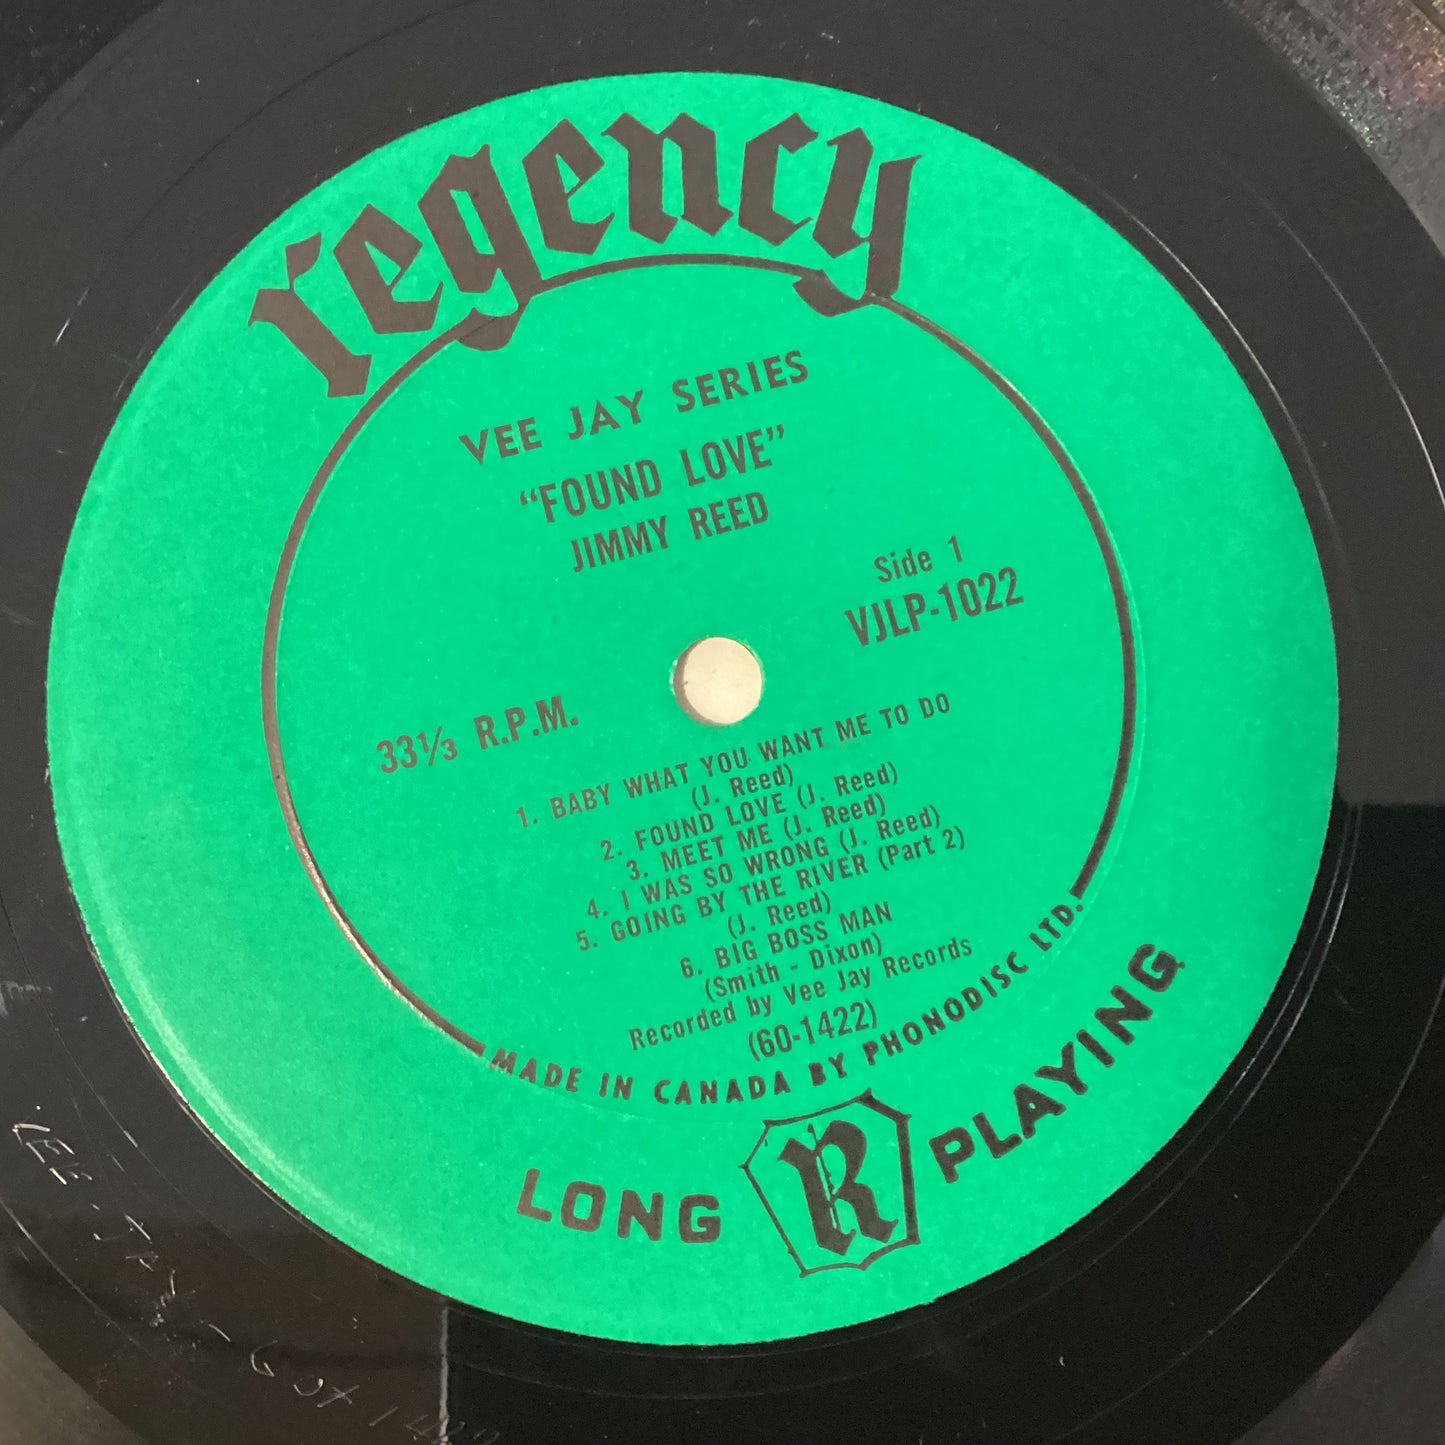 regency
VEE JAY SERIES
"FOUND LOVE"
JIMMY REED
Side 1
VJLP-1022
33⅓ R.P.M.
1. BABY WHAT YOU WANT ME TO DO
(J. Reed)
2. FOUND LOVE (J. Reed)
3. MEET ME (J. Reed)
4. I WAS SO WRONG (J. Reed)
5. GOING BY THE RIVER (Part 2)
(J. Reed)
6. BIG BOSS MAN
(Smith - Dixon)
Recorded by Vee Jay Records
(60-1422)
MADE IN CANADA BY PHONODISC LTD.
LONG R PLAYING